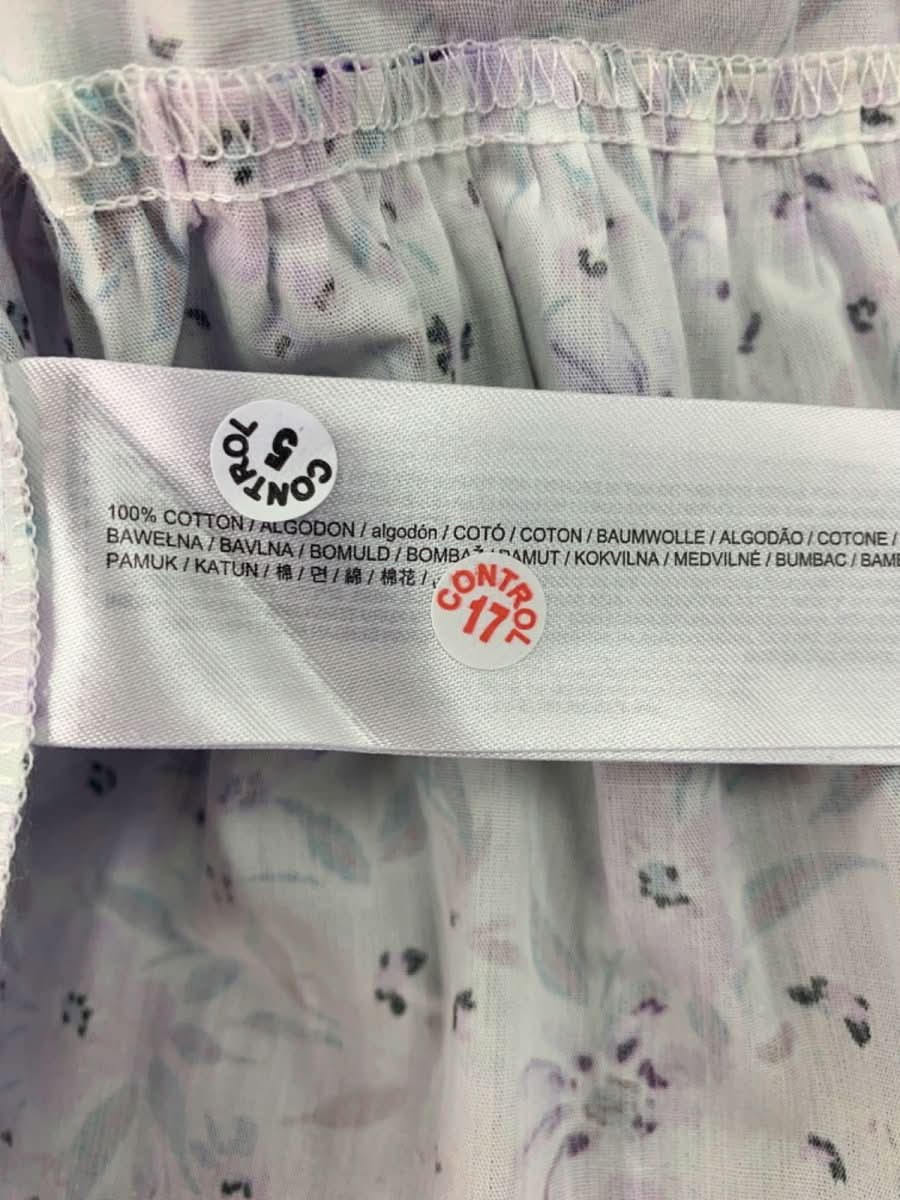 CONTROL
5
100% COTTON / ALGODON / algodón / COTÓ / COTON / BAUMWOLLE / ALGODÃO / COTONE /
BAWEŁNA / BAVLNA / BOMULD / BOMBAŽ / PAMUT / KOKVILNA / MEDVILNÉ / BUMBAC /
PAMUK / KATUN / 棉 / 면 / 綿 / 棉花 /
CONTROL
17